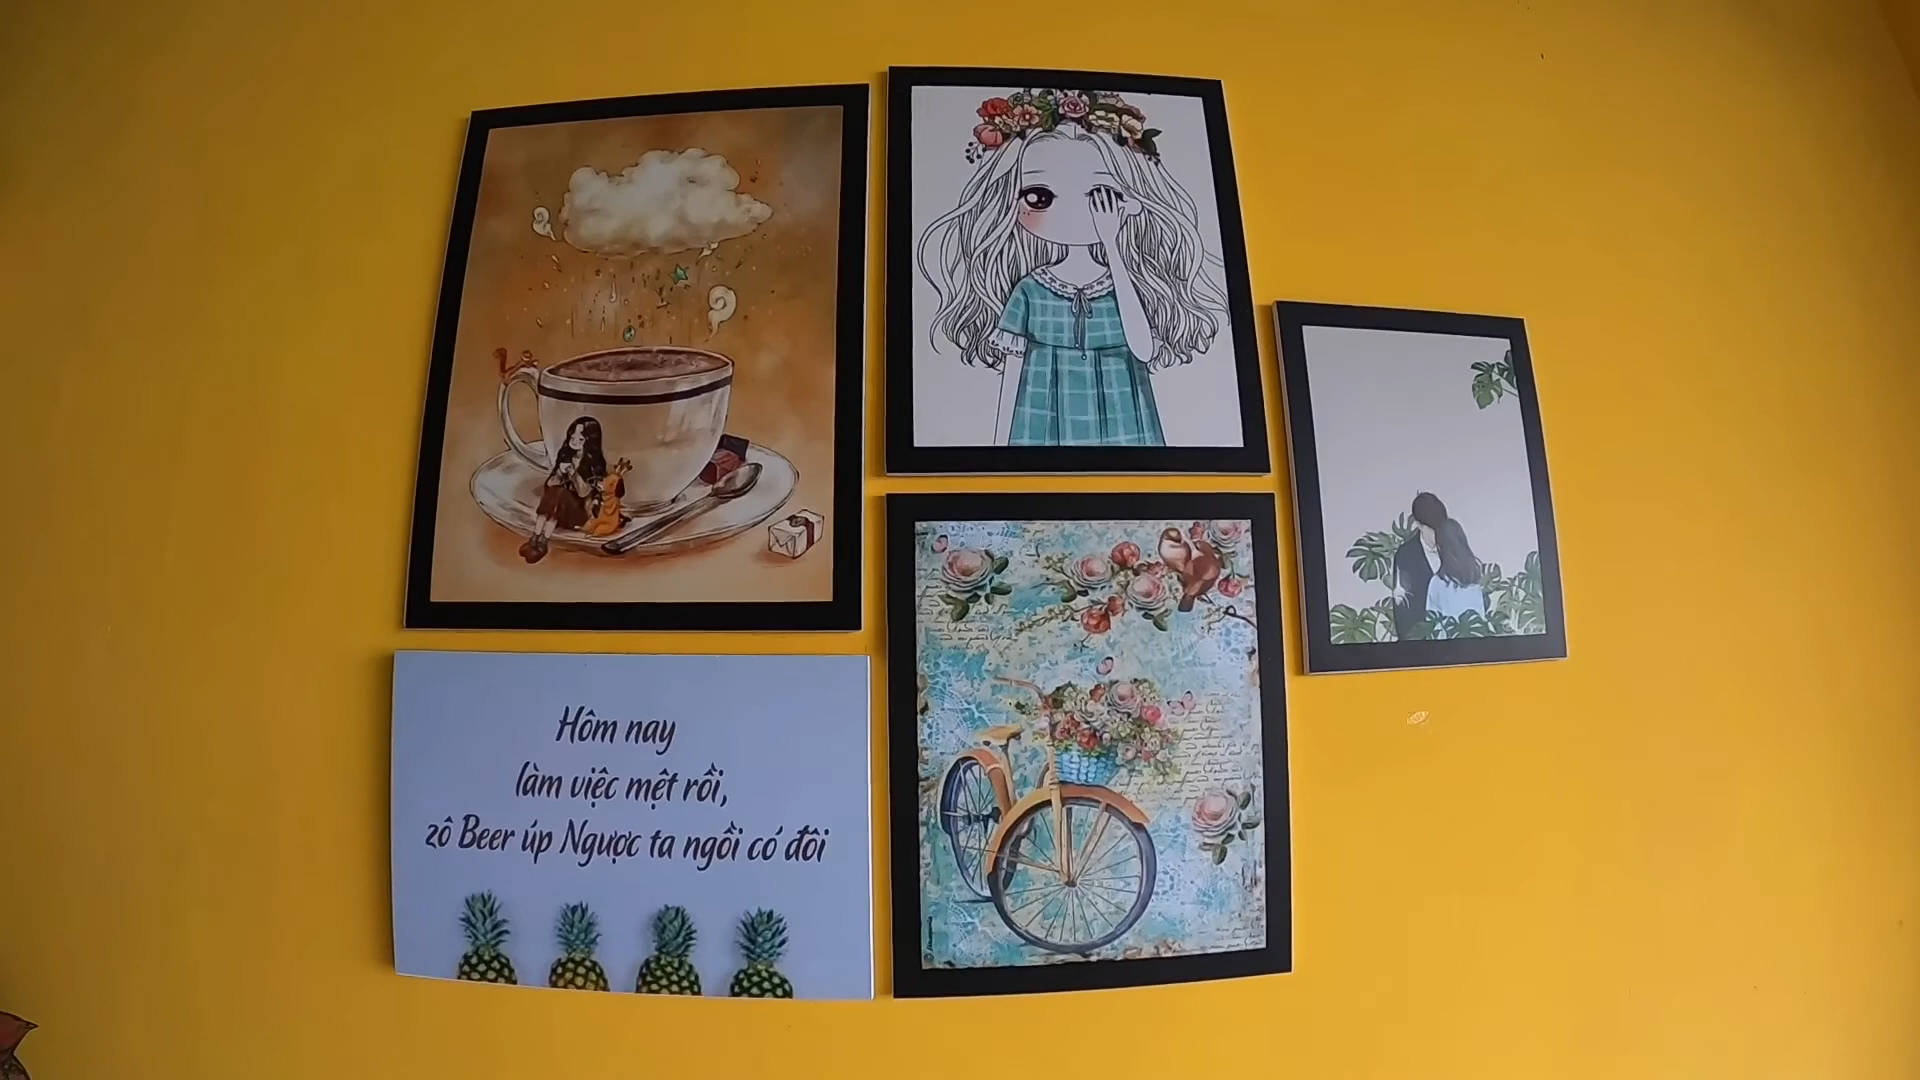 Hôm nay
làm việc mệt rồi,
zô Beer úp Ngược ta ngồi có đôi